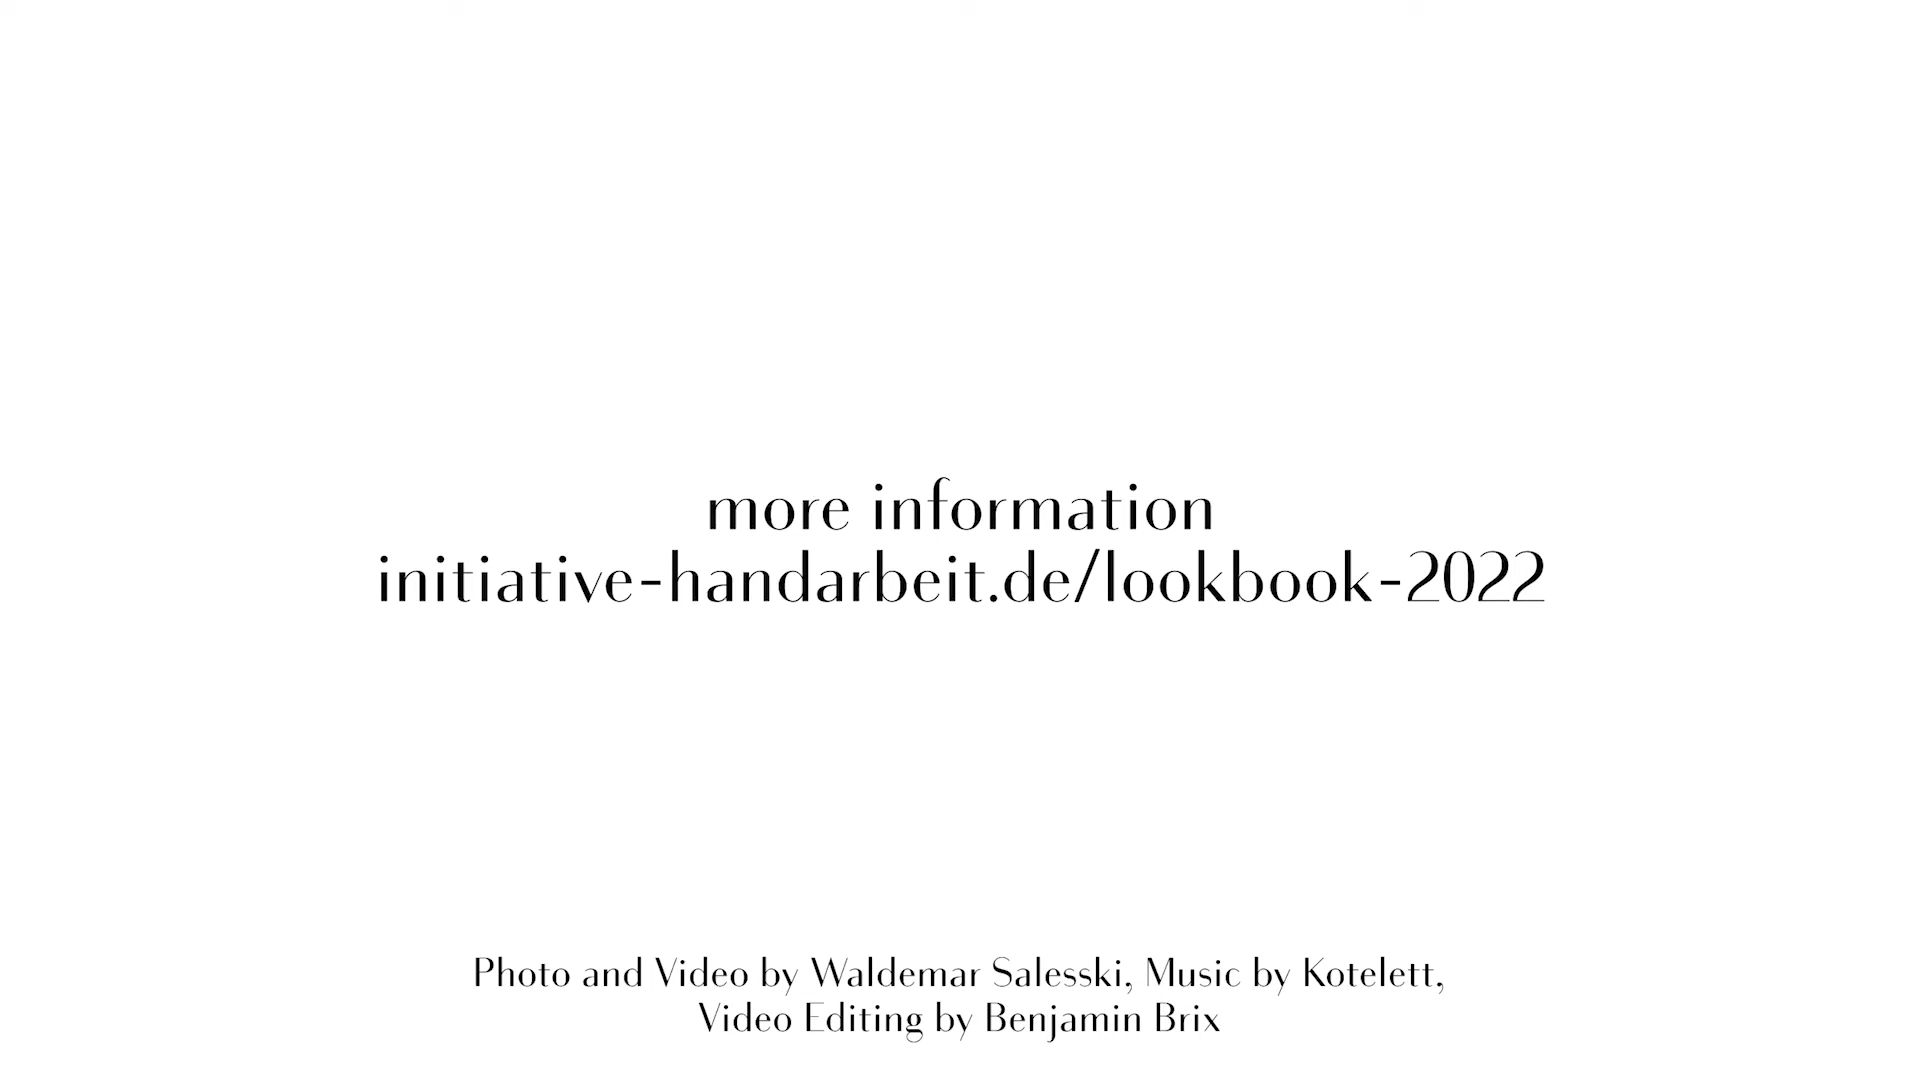 more information
initiative-handarbeit.de/lookbook-2022
Photo and Video by Waldemar Salesski, Music by Kotelett,
Video Editing by Benjamin Brix